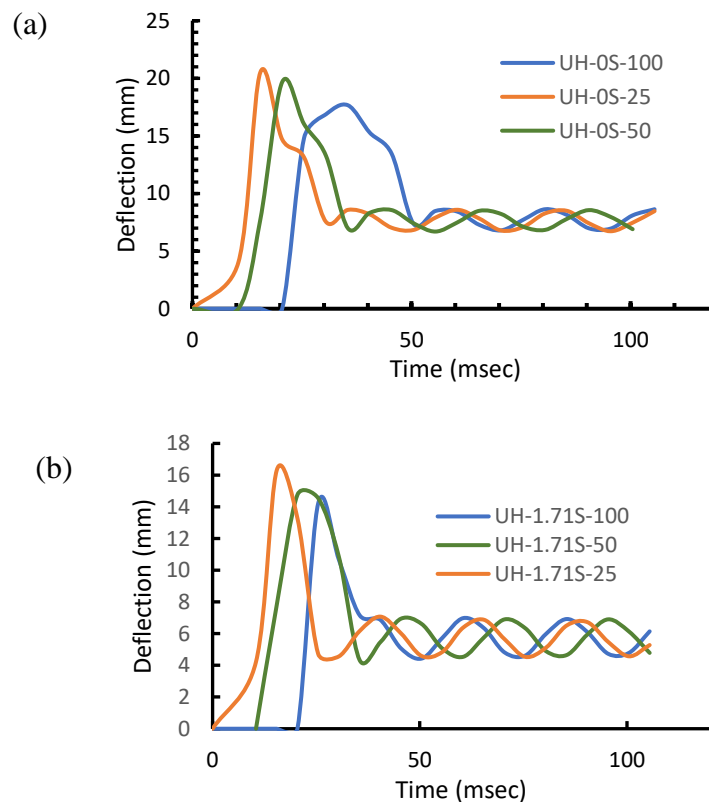 (a)
25
20
15
10
5
0
Deflection (mm)
UH-0S-100
UH-0S-25
UH-0S-50
0
50
100
Time (msec)
(b)
18
16
14
12
10
8
6
4
2
0
Deflection (mm)
UH-1.71S-100
UH-1.71S-50
UH-1.71S-25
0
50
100
Time (msec)